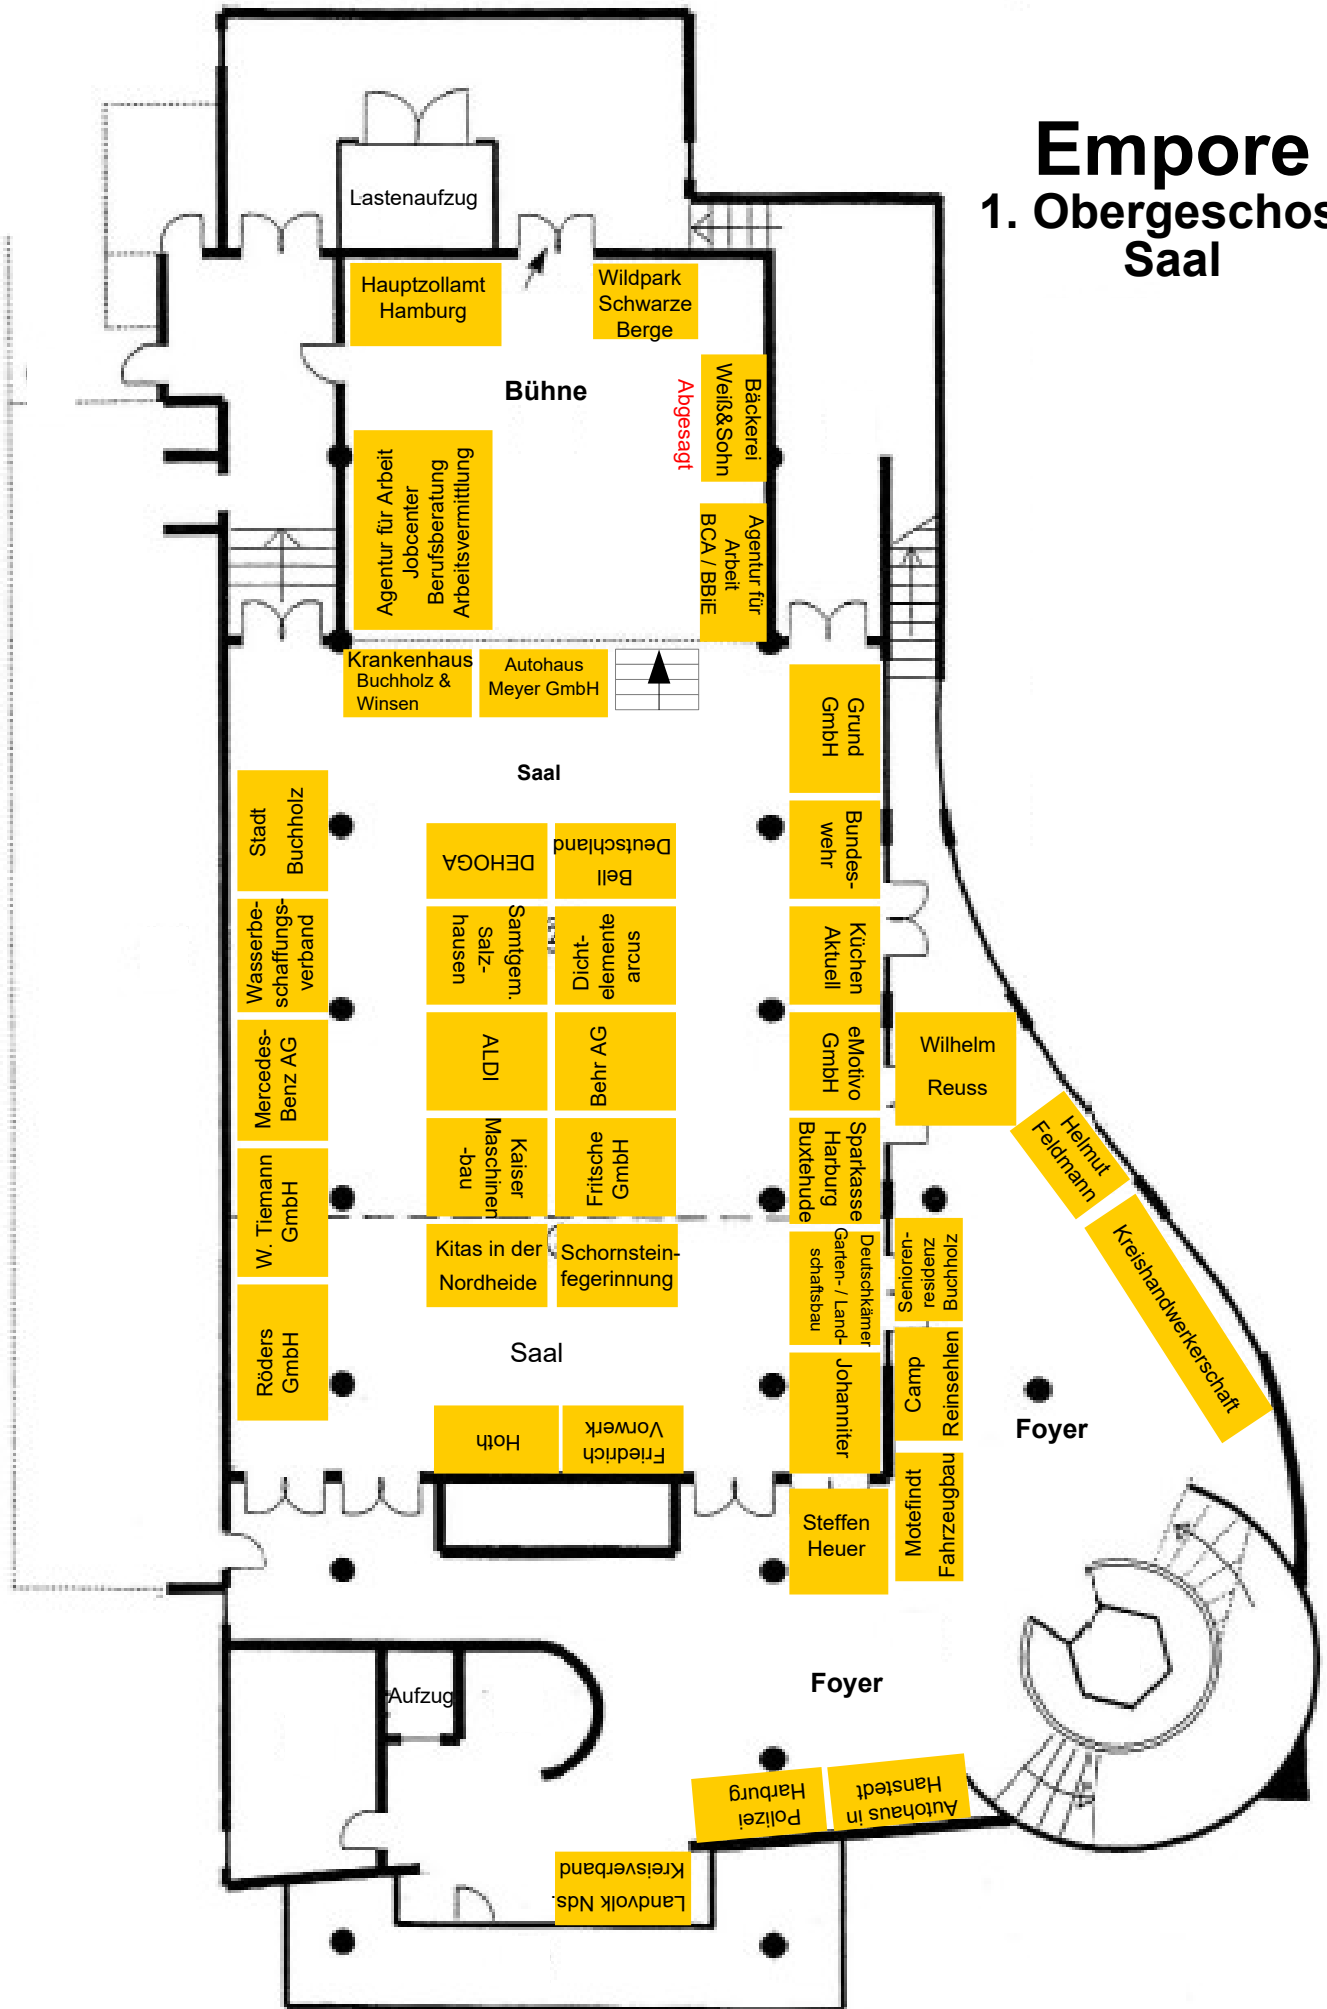 Empore
1. Obergeschos
Saal
Lastenaufzug
Hauptzollamt
Hamburg
Wildpark
Schwarze
Berge
Bühne
Bäckerei
Weiß&Sohn
Abgesagt
Agentur für Arbeit
Jobcenter
Berufsberatung
Arbeitsvermittlung
Agentur für
Arbeit
BCA / BBiE
Krankenhaus
Buchholz &
Winsen
Autohaus
Meyer GmbH
Grund
GmbH
Saal
Stadt
Buchholz
DEHOGA
Bell
Deutschland
Bundes-
wehr
Wasserbe-
schaffungs-
verband
Samtgem.
Salz-
hausen
Dicht-
elemente
arcus
Küchen
Aktuell
Mercedes-
Benz AG
ALDI
Behr AG
eMotivo
GmbH
Wilhelm
Reuss
Helmut
Feldmann
W. Tiemann
GmbH
Kaiser
Maschinen
-bau
Fritsche
GmbH
Sparkasse
Harburg
Buxtehude
Kreishandwerkerschaft
Kitas in der
Nordheide
Schornstein-
fegerinnung
Deutschkämer
Garten- / Land-
schaftsbau
Senioren-
residenz
Buchholz
Röders
GmbH
Saal
Johanniter
Camp
Reinsehlen
Foyer
Hoth
Friedrich
Vorwerk
Steffen
Heuer
Motefindt
Fahrzeugbau
Aufzug
Foyer
Polizei
Harburg
Autohaus in
Hanstedt
Landvolk Nds.
Kreisverband